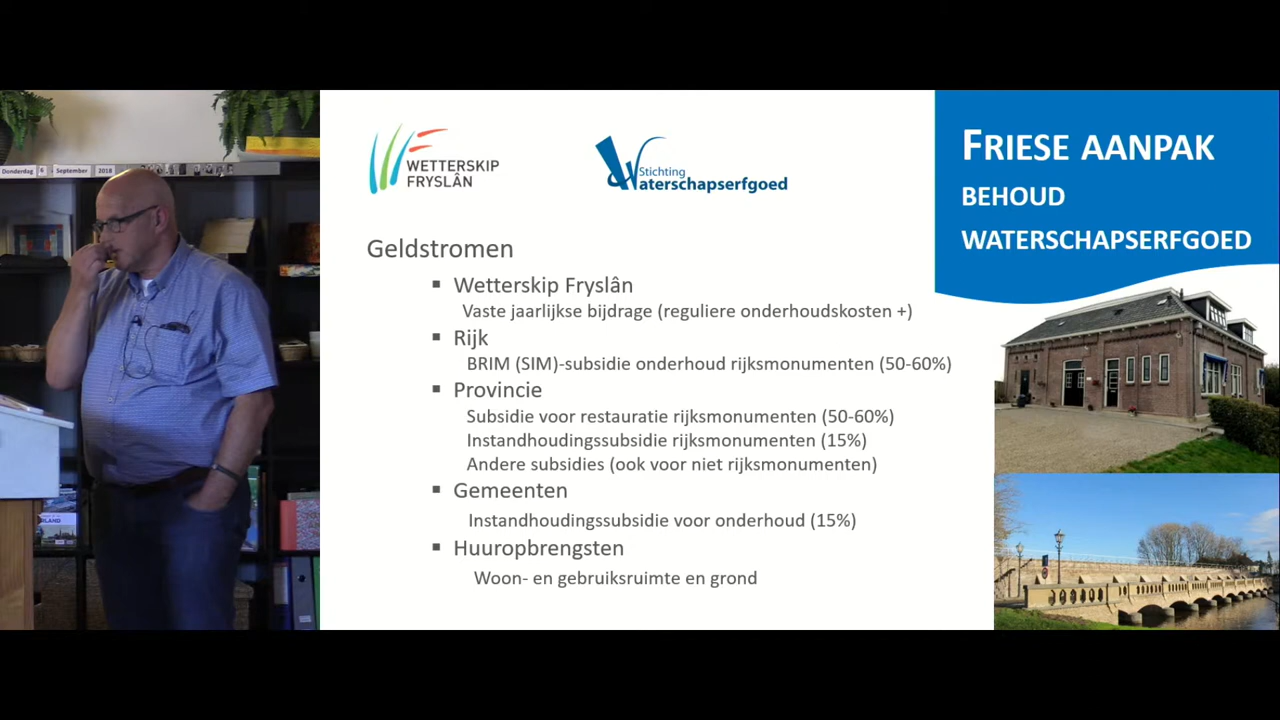 Donderdag 6 September 2018
WETTERSKIP
FRYSLÂN
Stichting
Waterschapserfgoed
FRIESE AANPAK
BEHOUD
WATERSCHAPSERFGOED
Geldstromen
▪ Wetterskip Fryslân
Vaste jaarlijkse bijdrage (reguliere onderhoudskosten +)
▪ Rijk
BRIM (SIM)-subsidie onderhoud rijksmonumenten (50-60%)
▪ Provincie
Subsidie voor restauratie rijksmonumenten (50-60%)
Instandhoudingssubsidie rijksmonumenten (15%)
Andere subsidies (ook voor niet rijksmonumenten)
▪ Gemeenten
Instandhoudingssubsidie voor onderhoud (15%)
▪ Huuropbrengsten
Woon- en gebruiksruimte en grond